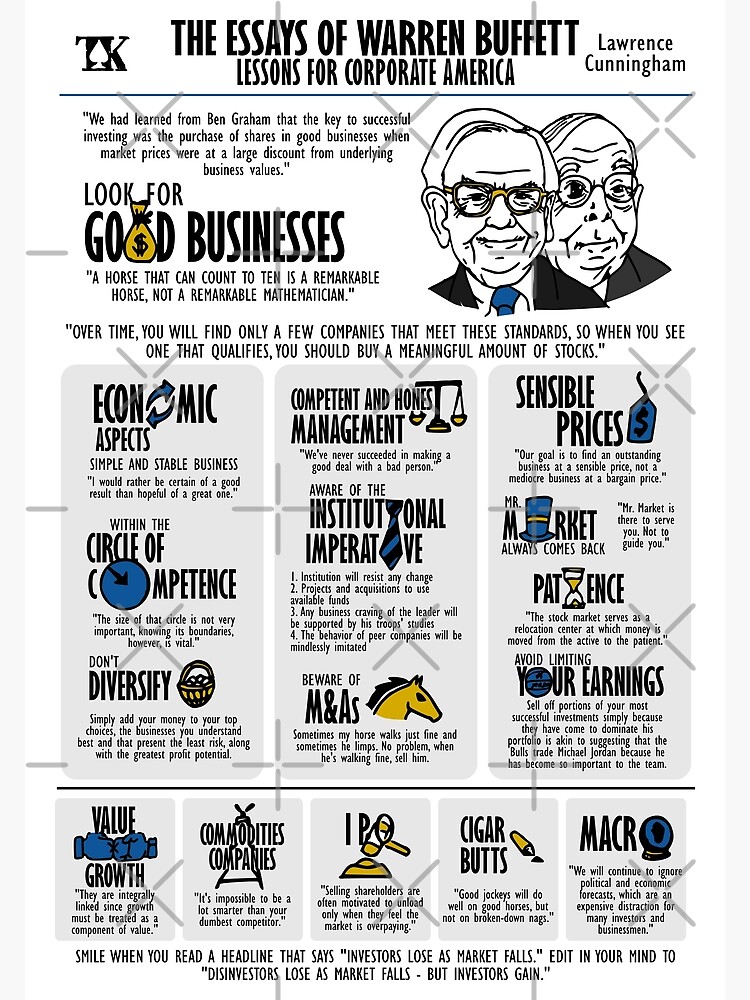 TK
THE ESSAYS OF WARREN BUFFETT
LESSONS FOR CORPORATE AMERICA
Lawrence
Cunningham
"We had learned from Ben Graham that the key to successful
investing was the purchase of shares in good businesses when
market prices were at a large discount from underlying
business values."
LOOK FOR
GOOD BUSINESSES
"A HORSE THAT CAN COUNT TO TEN IS A REMARKABLE
HORSE, NOT A REMARKABLE MATHEMATICIAN."
"OVER TIME, YOU WILL FIND ONLY A FEW COMPANIES THAT MEET THESE STANDARDS, SO WHEN YOU SEE
ONE THAT QUALIFIES, YOU SHOULD BUY A MEANINGFUL AMOUNT OF STOCKS."
ECONOMIC
ASPECTS
SIMPLE AND STABLE BUSINESS
"I would rather be certain of a good
result than hopeful of a great one."
WITHIN THE
CIRCLE OF
COMPETENCE
"The size of that circle is not very
important, knowing its boundaries,
however, is vital."
DON'T
DIVERSIFY
Simply add your money to your top
choices, the businesses you understand
best and that present the least risk, along
with the greatest profit potential.
COMPETENT AND HONES
MANAGEMENT
"We've never succeeded in making a
good deal with a bad person."
AWARE OF THE
INSTITUTIONAL
IMPERATIVE
1. Institution will resist any change
2. Projects and acquisitions to use
available funds
3. Any business craving of the leader will
be supported by his troups' studies
4. The behavior of peer companies will be
mindlessly imitated
BEWARE OF
M&As
Sometimes my horse walks just fine and
sometimes he limps. No problem, when
he's walking fine, sell him.
SENSIBLE
PRICES
$
"Our goal is to find an outstanding
business at a sensible price, not a
mediocre business at a bargain price."
MR.
MARKET
ALWAYS COMES BACK
"Mr. Market is
there to serve
you. Not to
guide you."
PATIENCE
"The stock market serves as a
relocation center at which money is
moved from the active to the patient."
AVOID LIMITING
YOUR EARNINGS
Sell off portions of your most
successful investments simply because
they have come to dominate his
portfolio is akin to suggesting that the
Bulls trade Michael Jordan because he
has become so important to the team.
VALUE
GROWTH
"They are integrally
linked since growth
must be treated as a
component of value."
COMMODITIES
COMPANIES
"It's impossible to be a
lot smarter than your
dumbest competitor."
IPO
"Selling shareholders are
often motivated to unload
only when they feel the
market is overpaying."
CIGAR
BUTTS
"Good jockeys will do
well on good horses, but
not on broken-down nags."
MACRO
"We will continue to ignore
political and economic
forecasts, which are an
expensive distraction for
many investors and
businessmen."
SMILE WHEN YOU READ A HEADLINE THAT SAYS "INVESTORS LOSE AS MARKET FALLS." EDIT IN YOUR MIND TO
"DISINVESTORS LOSE AS MARKET FALLS - BUT INVESTORS GAIN."